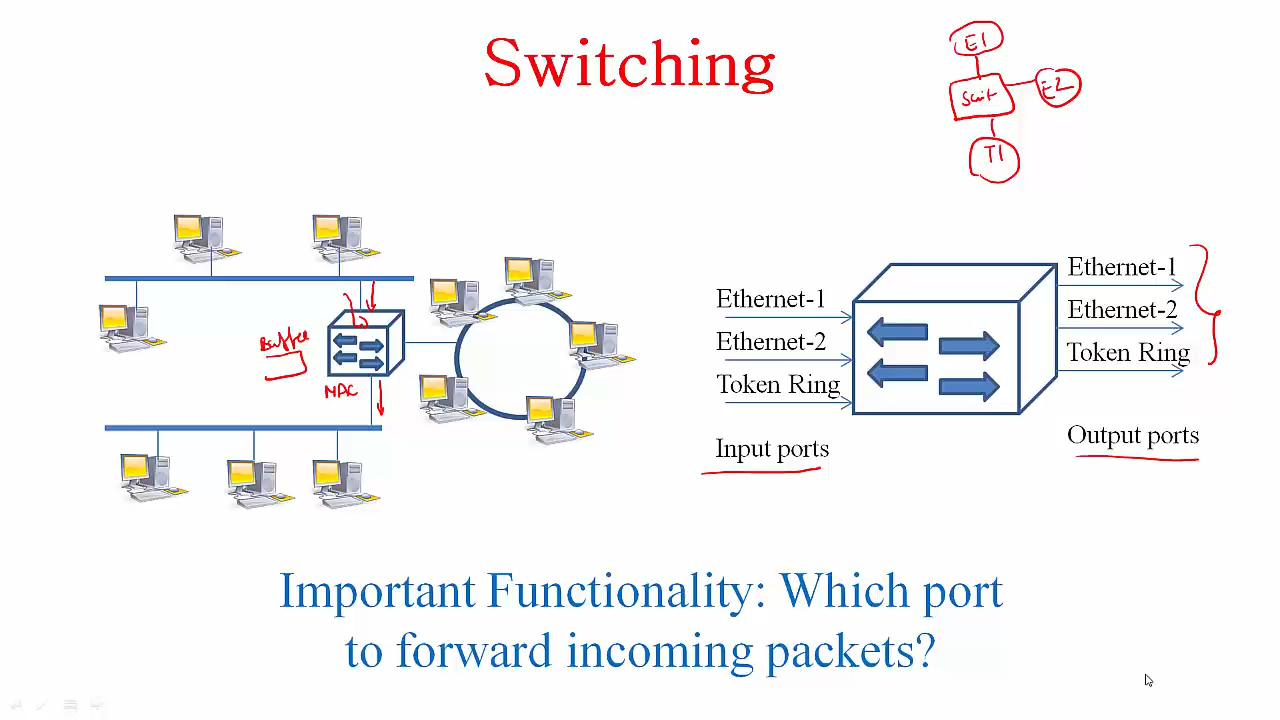 Switching
E1
Swit
E2
T1
Buffer
MAC
Ethernet-1
Ethernet-2
Token Ring
Input ports
Ethernet-1
Ethernet-2
Token Ring
Output ports
Important Functionality: Which port
to forward incoming packets?